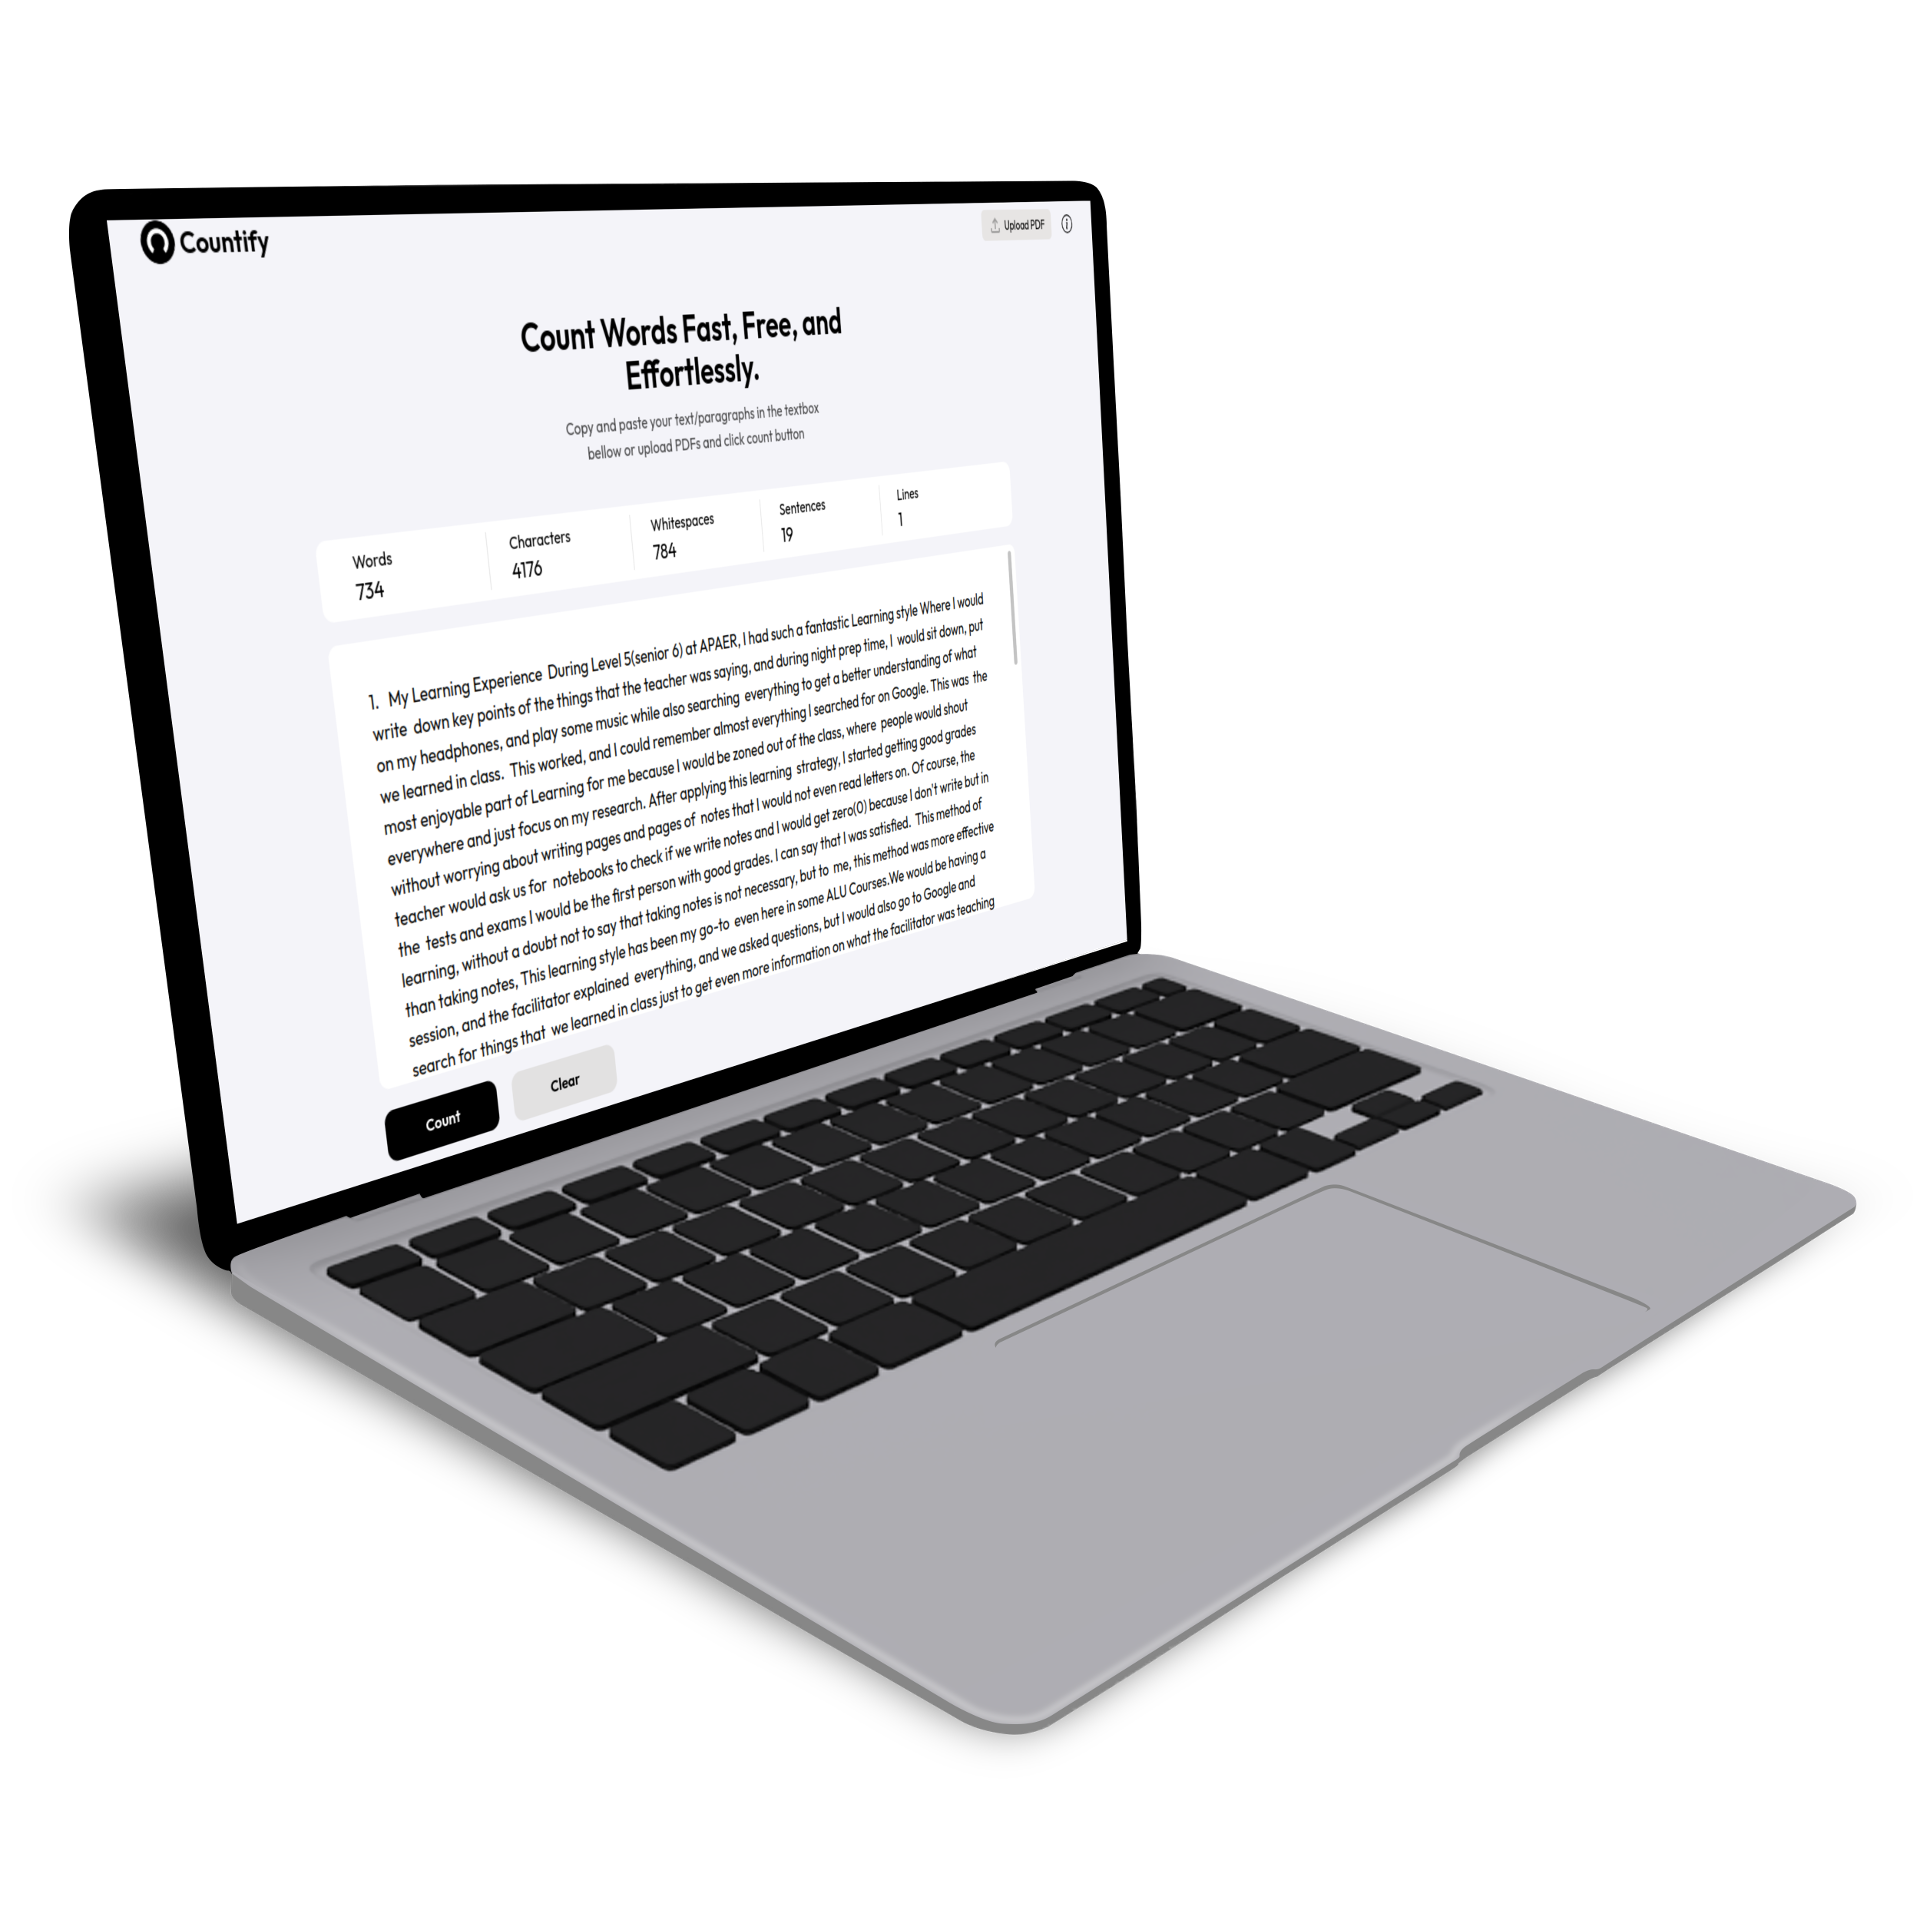 Countify
Upload PDF
Count Words Fast, Free, and
Effortlessly.
Copy and paste your text/paragraphs in the textbox
bellow or upload PDFs and click count button
Words
734
Characters
4176
Whitespaces
784
Sentences
19
Lines
1
1. My Learning Experience During Level 5(senior 6) at APAER, I had such a fantastic Learning style Where I would
write down key points of the things that the teacher was saying, and during night prep time, I would sit down, put
on my headphones, and play some music while also searching everything to get a better understanding of what
we learned in class. This worked, and I could remember almost everything I searched for on Google. This was the
most enjoyable part of Learning for me because I would be zoned out of the class, where people would shout
everywhere and just focus on my research. After applying this learning strategy, I started getting good grades
without worrying about writing pages and pages of notes that I would not even read letters on. Of course, the
teacher would ask us for notebooks to check if we write notes and I would get zero(0) because I don't write but in
the tests and exams I would be the first person with good grades. I can say that I was satisfied. This method of
learning, without a doubt not to say that taking notes is not necessary, but to me, this method was more effective
than taking notes, This learning style has been my go-to even here in some ALU Courses.We would be having a
session, and the facilitator explained everything, and we asked questions, but I would also go to Google and
search for things that we learned in class just to get even more information on what the facilitator was teaching
Count
Clear